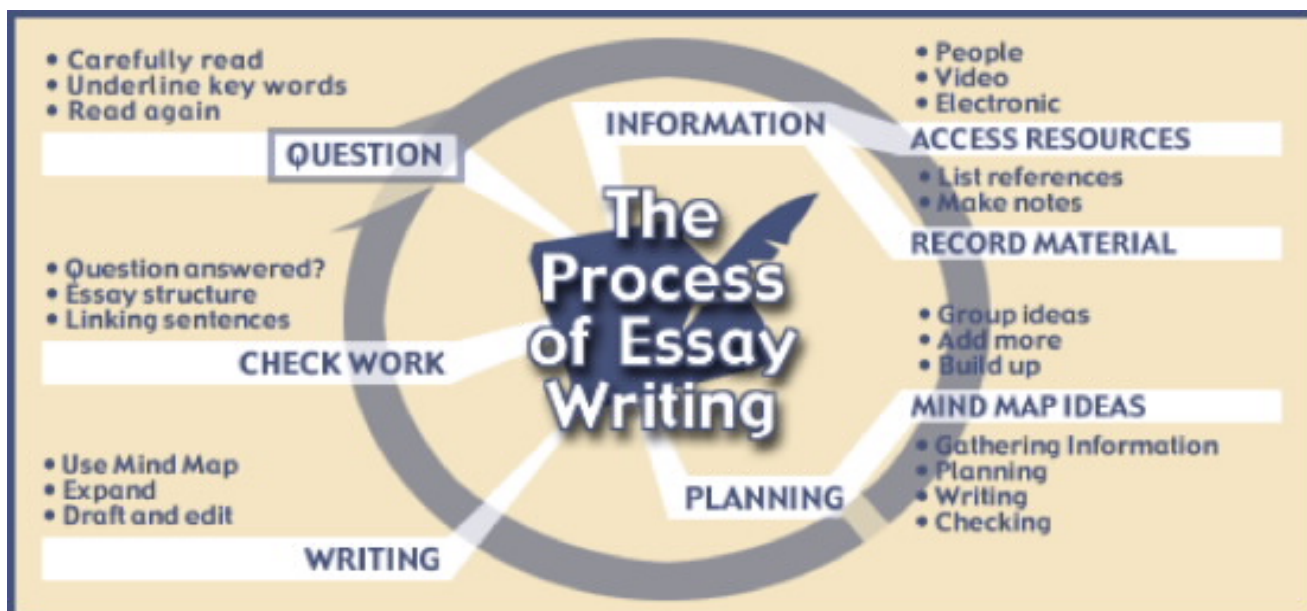 • Carefully read
• Underline key words
• Read again
QUESTION
INFORMATION
• People
• Video
• Electronic
ACCESS RESOURCES
• List references
• Make notes
RECORD MATERIAL
The
Process
of Essay
Writing
• Question answered?
• Essay structure
• Linking sentences
CHECK WORK
• Group ideas
• Add more
• Build up
MIND MAP IDEAS
• Gathering Information
• Planning
• Writing
• Checking
PLANNING
• Use Mind Map
• Expand
• Draft and edit
WRITING